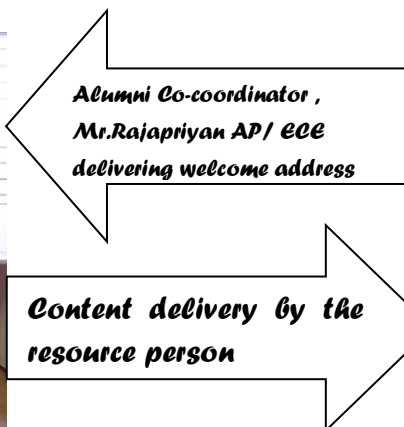 Alumni Co-coordinator ,
Mr.Rajapriyan AP/ ECE
delivering welcome address
Content delivery by the
resource person